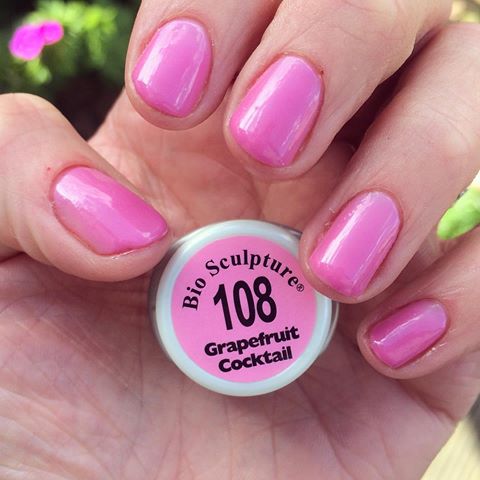 Bio Sculpture®
108
Grapefruit
Cocktail